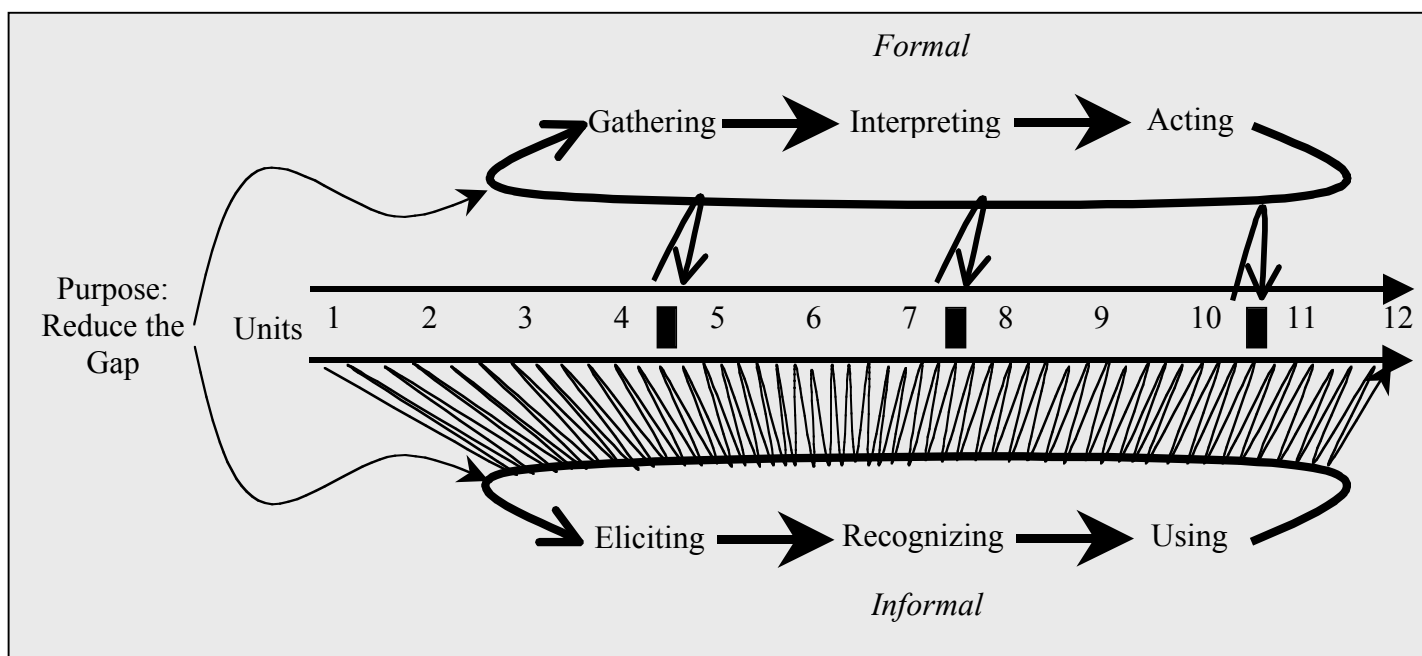 Formal
Gathering Interpreting Acting
Purpose:
Reduce the
Gap
Units 1 2 3 4 5 6 7 8 9 10 11 12
Eliciting Recognizing Using
Informal